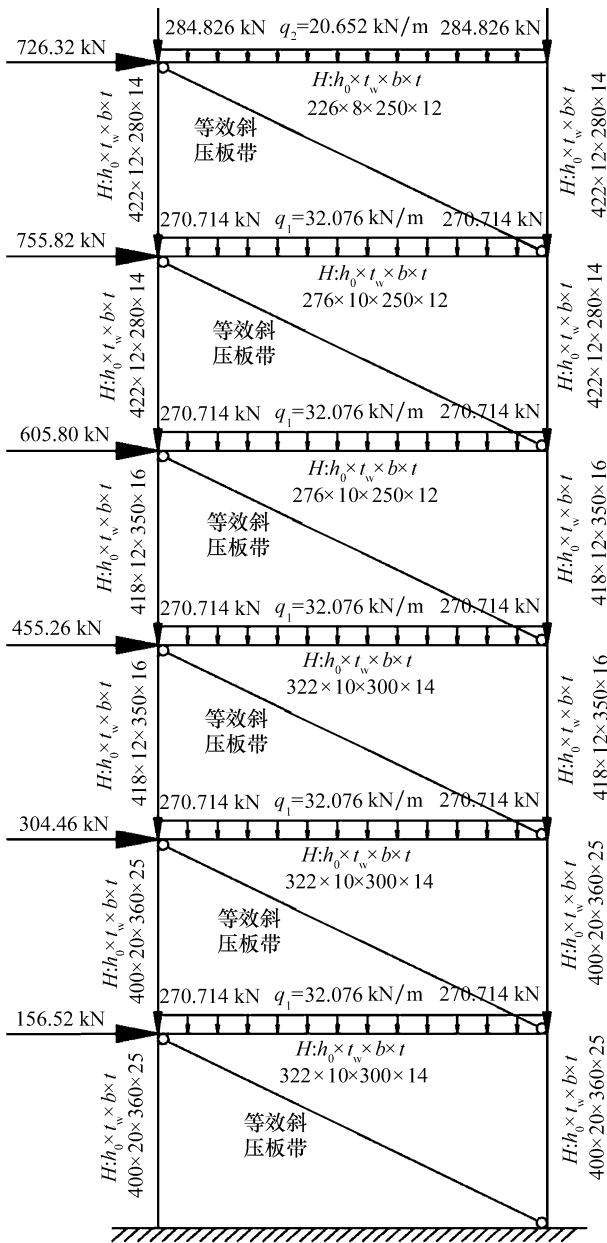 284.826 kN q₂=20.652 kN/m 284.826 kN
726.32 kN
H:h₀×t_w×b×t
226×8×250×12
H:h₀×t_w×b×t
422×12×280×14
等效斜
压板带
H:h₀×t_w×b×t
422×12×280×14
270.714 kN q₁=32.076 kN/m 270.714 kN
755.82 kN
H:h₀×t_w×b×t
276×10×250×12
H:h₀×t_w×b×t
422×12×280×14
等效斜
压板带
H:h₀×t_w×b×t
422×12×280×14
270.714 kN q₁=32.076 kN/m 270.714 kN
605.80 kN
H:h₀×t_w×b×t
276×10×250×12
H:h₀×t_w×b×t
418×12×350×16
等效斜
压板带
H:h₀×t_w×b×t
418×12×350×16
270.714 kN q₁=32.076 kN/m 270.714 kN
455.26 kN
H:h₀×t_w×b×t
322×10×300×14
H:h₀×t_w×b×t
418×12×350×16
等效斜
压板带
H:h₀×t_w×b×t
418×12×350×16
270.714 kN q₁=32.076 kN/m 270.714 kN
304.46 kN
H:h₀×t_w×b×t
322×10×300×14
H:h₀×t_w×b×t
400×20×360×25
等效斜
压板带
H:h₀×t_w×b×t
400×20×360×25
270.714 kN q₁=32.076 kN/m 270.714 kN
156.52 kN
H:h₀×t_w×b×t
322×10×300×14
H:h₀×t_w×b×t
400×20×360×25
等效斜
压板带
H:h₀×t_w×b×t
400×20×360×25